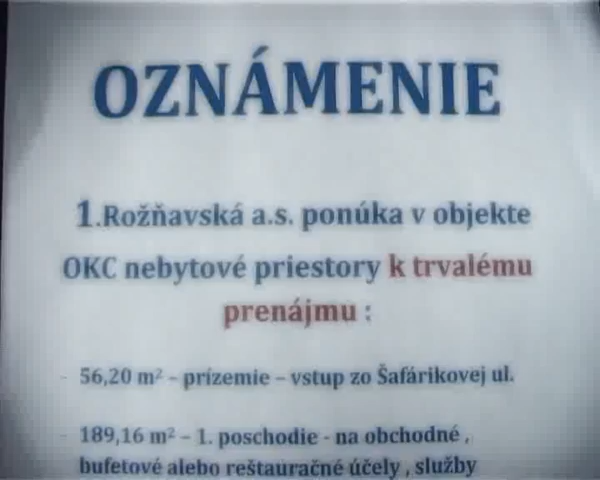 OZNÁMENIE
1.Rožňavská a.s. ponúka v objekte
OKC nebytové priestory k trvalému
prenájmu :
- 56,20 m² – prízemie – vstup zo Šafárikovej ul.
- 189,16 m² – 1. poschodie - na obchodné ,
bufetové alebo reštauračné účely , služby